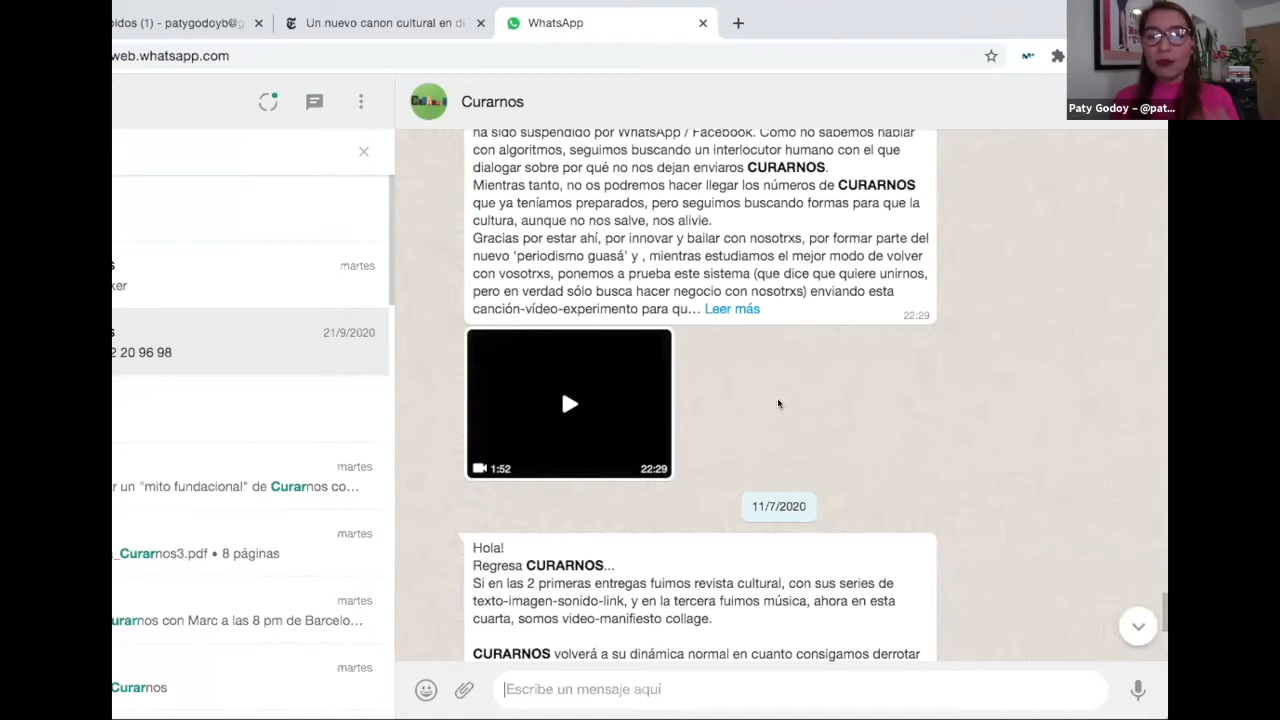 bidos (1) - patygodoyb@g
Un nuevo canon cultural en di
WhatsApp
web.whatsapp.com
Paty Godoy – @pat...
Curarnos
ha sido suspendido por WhatsApp / Facebook. Como no sabemos hablar
con algoritmos, seguimos buscando un interlocutor humano con el que
dialogar sobre por qué no nos dejan enviaros CURARNOS.
Mientras tanto, no os podremos hacer llegar los números de CURARNOS
que ya teníamos preparados, pero seguimos buscando formas para que la
cultura, aunque no nos salve, nos alivie.
Gracias por estar ahí, por innovar y bailar con nosotrxs, por formar parte del
nuevo 'periodismo guasá' y , mientras estudiamos el mejor modo de volver
con vosotrxs, ponemos a prueba este sistema (que dice que quiere unirnos,
pero en verdad sólo busca hacer negocio con nosotrxs) enviando esta
canción-vídeo-experimento para qu... Leer más
22:29
1:52
22:29
11/7/2020
Hola!
Regresa CURARNOS...
Si en las 2 primeras entregas fuimos revista cultural, con sus series de
texto-imagen-sonido-link, y en la tercera fuimos música, ahora en esta
cuarta, somos video-manifiesto collage.
CURARNOS volverá a su dinámica normal en cuanto consigamos derrotar
Escribe un mensaje aquí
s
martes
ker
s
21/9/2020
2 20 96 98
martes
r un "mito fundacional" de Curarnos co...
martes
_Curarnos3.pdf • 8 páginas
martes
urarnos con Marc a las 8 pm de Barcelo...
martes
Curarnos